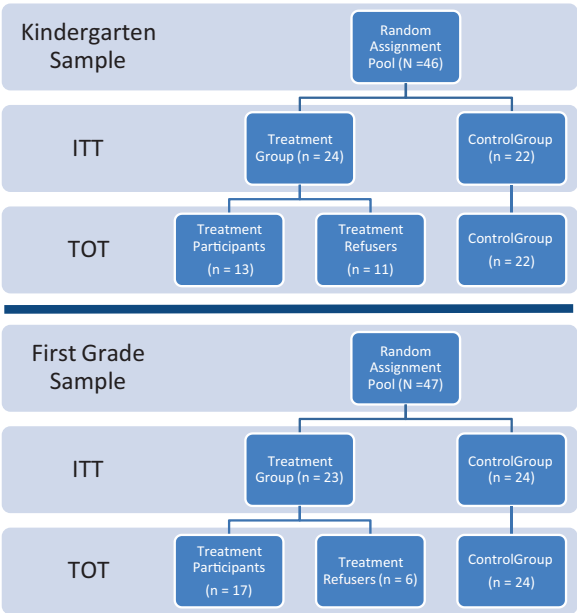 Kindergarten
Sample
Random
Assignment
Pool (N =46)
ITT
Treatment
Group (n = 24)
ControlGroup
(n = 22)
TOT
Treatment
Participants
(n = 13)
Treatment
Refusers
(n = 11)
ControlGroup
(n = 22)
First Grade
Sample
Random
Assignment
Pool (N =47)
ITT
Treatment
Group (n = 23)
ControlGroup
(n = 24)
TOT
Treatment
Participants
(n = 17)
Treatment
Refusers (n = 6)
ControlGroup
(n = 24)